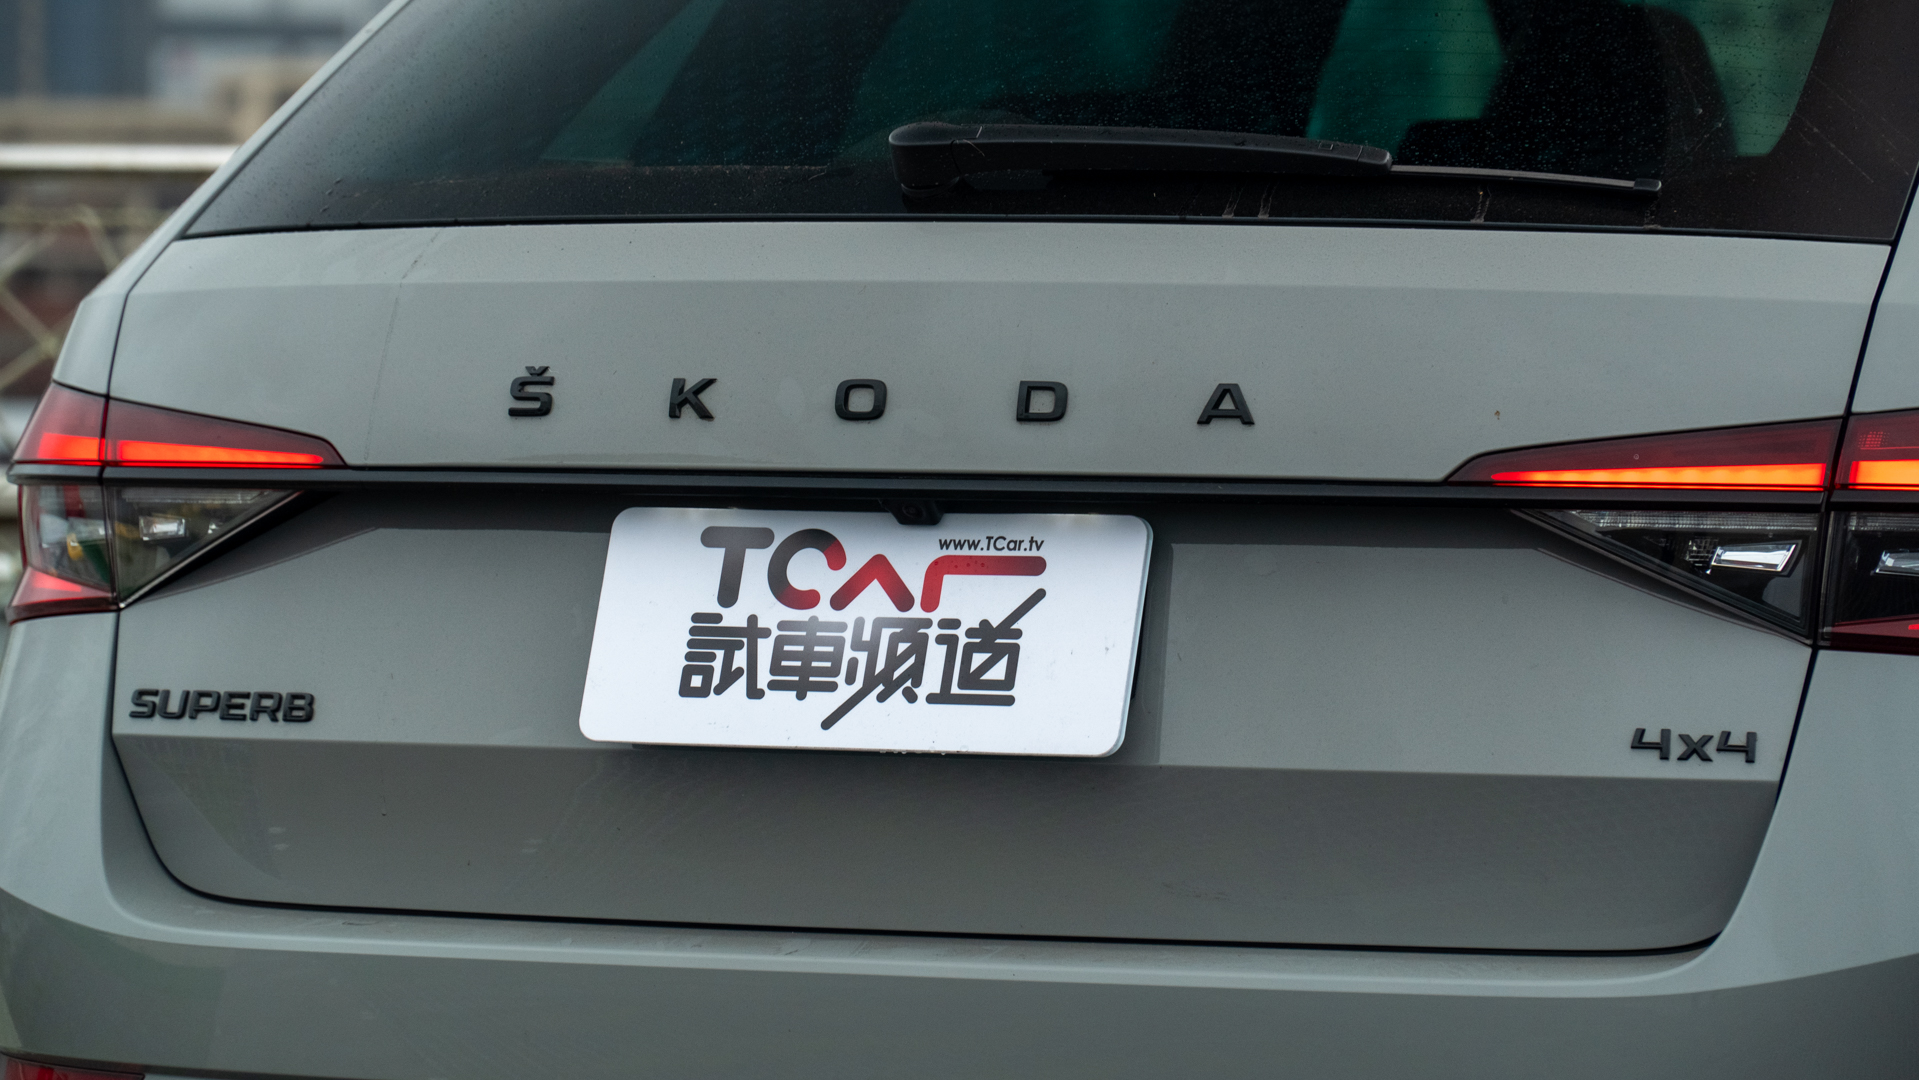 ŠKODA
www.TCar.tv
TCar
試車頻道
SUPERB
4x4